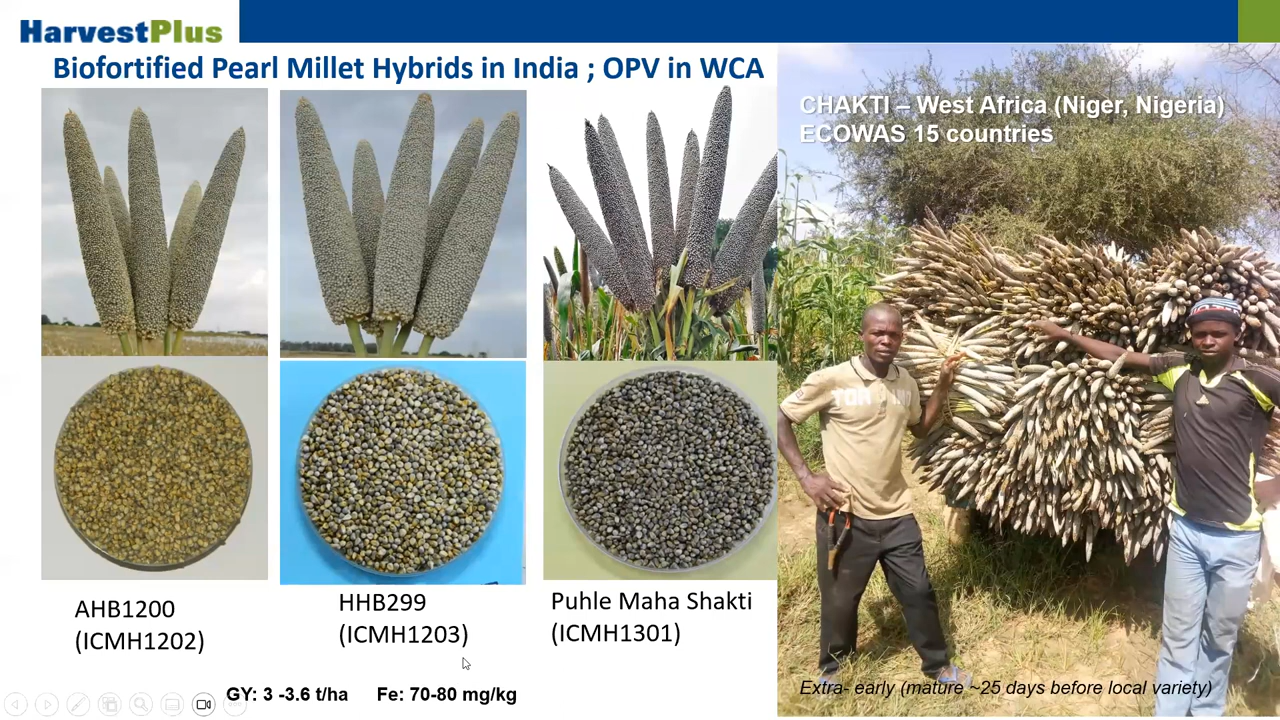 HarvestPlus
Biofortified Pearl Millet Hybrids in India ; OPV in WCA
CHAKTI – West Africa (Niger, Nigeria)
ECOWAS 15 countries
AHB1200
(ICMH1202)
HHB299
(ICMH1203)
Puhle Maha Shakti
(ICMH1301)
GY: 3 -3.6 t/ha Fe: 70-80 mg/kg
Extra- early (mature ~25 days before local variety)